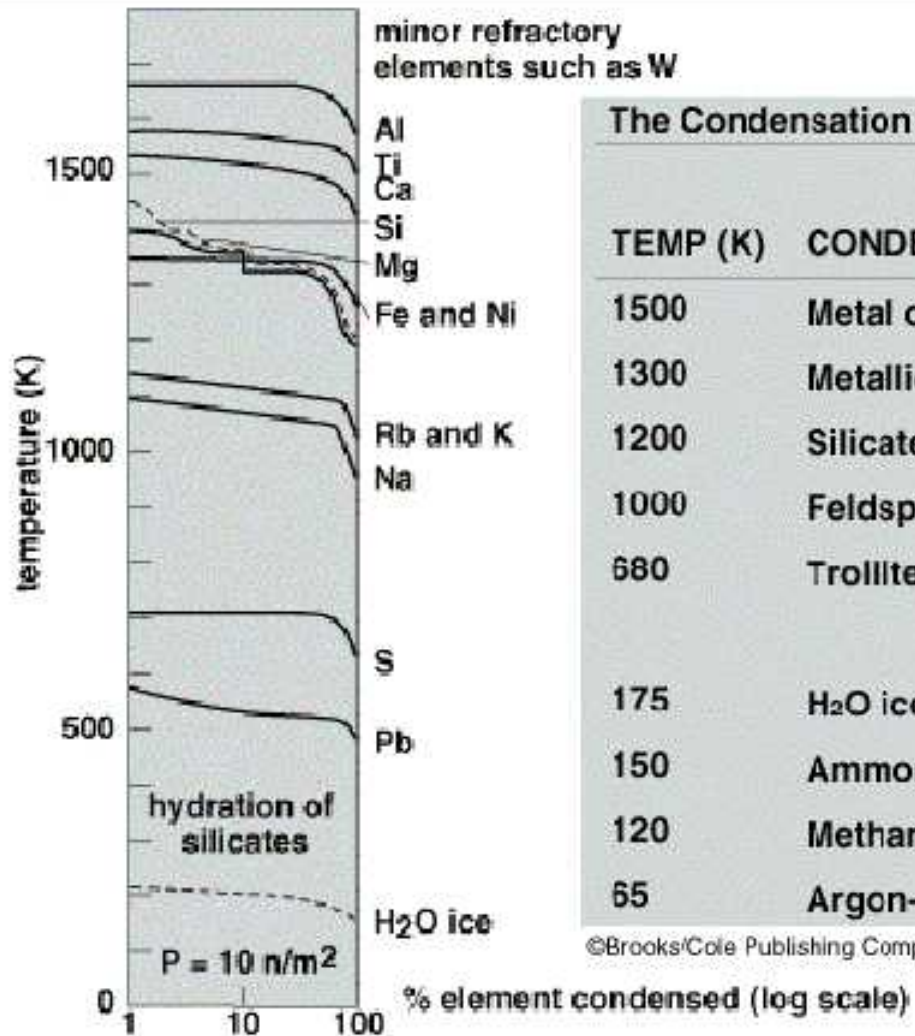 minor refractory
elements such as W
Al
Ti
Ca
Si
Mg
Fe and Ni
Rb and K
Na
S
Pb
H₂O ice
1500
1000
500
0
temperature (K)
hydration of
silicates
P = 10 n/m²
1 10 100
% element condensed (log scale)
The Condensation
TEMP (K) CONDE
1500 Metal o
1300 Metalli
1200 Silicat
1000 Feldsp
680 Troilite
175 H₂O ice
150 Ammo
120 Methan
65 Argon-
©Brooks/Cole Publishing Comp